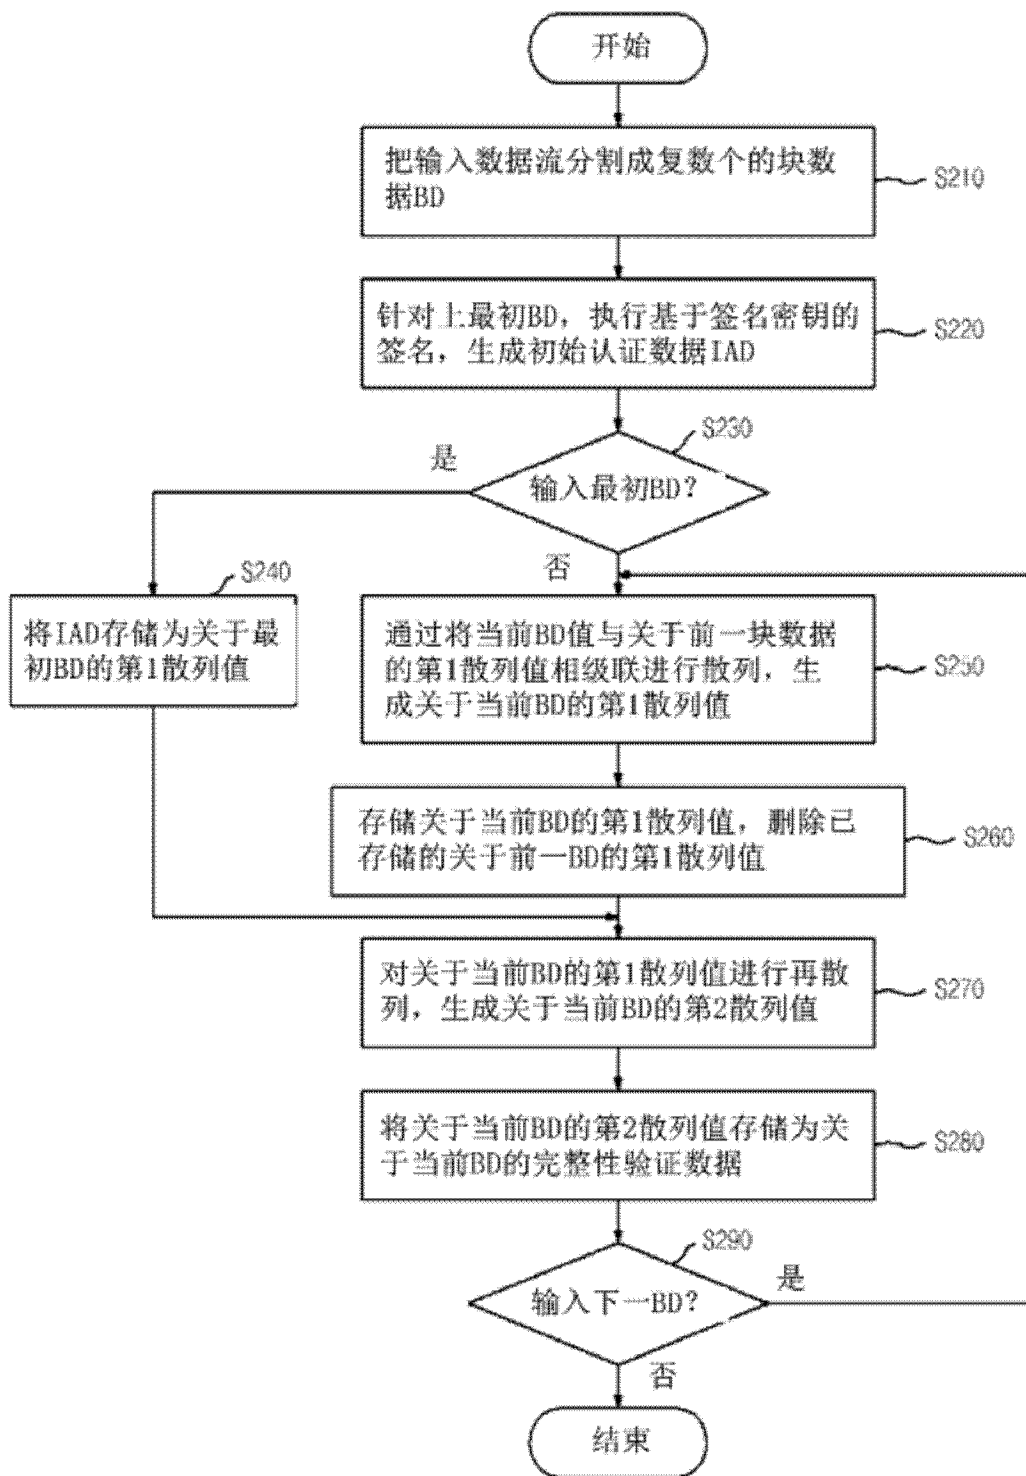 开始
把输入数据流分割成复数个的块数
据BD
S210
针对上最初BD，执行基于签名密钥的
签名，生成初始认证数据IAD
S220
S230
是
输入最初BD？
否
S240
将IAD存储为关于最
初BD的第1散列值
通过将当前BD值与关于前一块数据
的第1散列值相级联进行散列，生
成关于当前BD的第1散列值
S250
存储关于当前BD的第1散列值，删除已
存储的关于前一BD的第1散列值
S260
对关于当前BD的第1散列值进行再散
列，生成关于当前BD的第2散列值
S270
将关于当前BD的第2散列值存储为关
于当前BD的完整性验证数据
S280
S290
输入下一BD？
是
否
结束